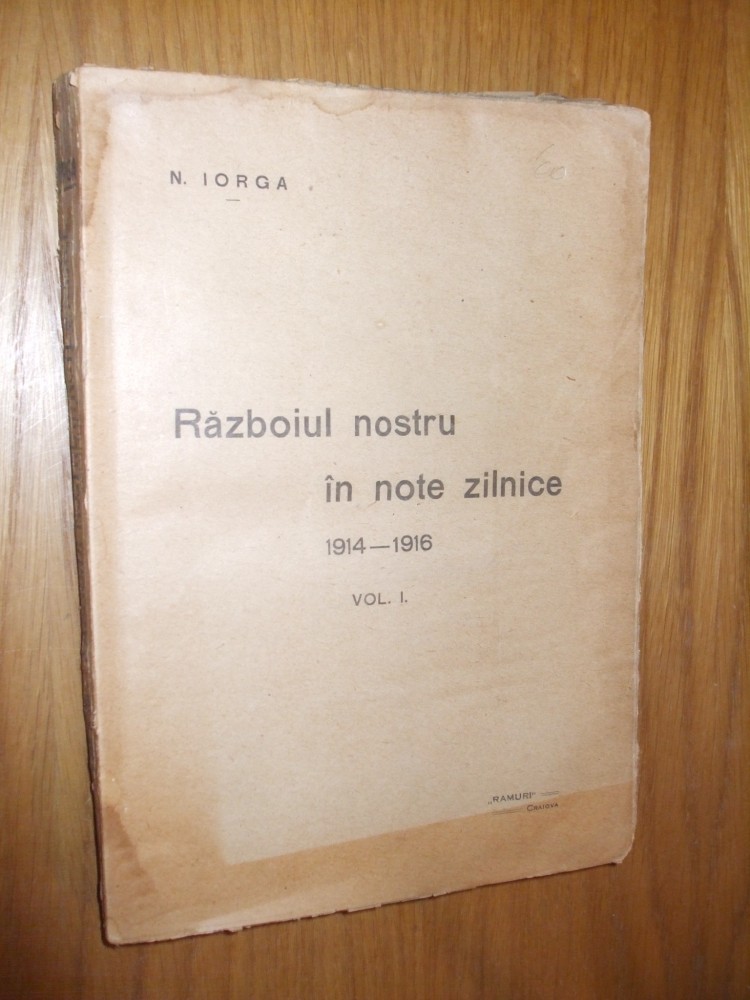 N. IORGA
Războiul nostru
în note zilnice
1914—1916
VOL. I.
„RAMURI“
CRAIOVA